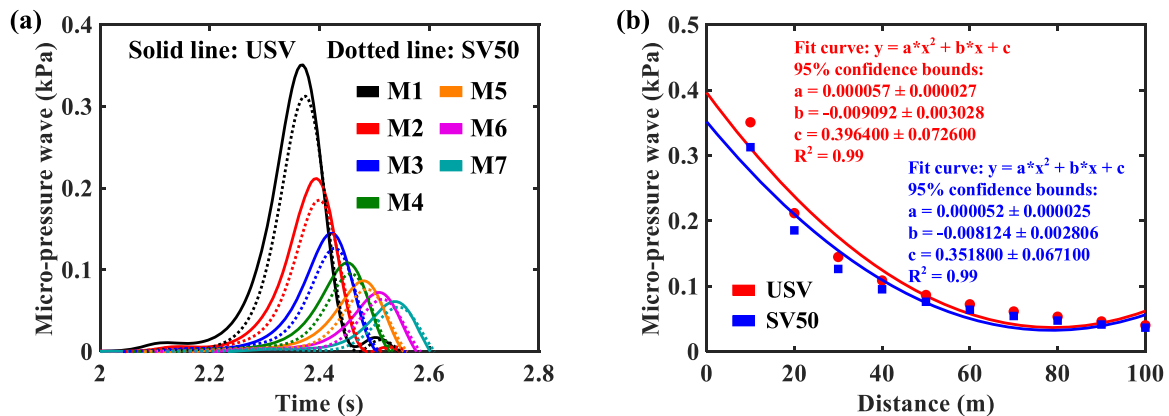 (a)
Solid line: USV Dotted line: SV50
M1 M5
M2 M6
M3 M7
M4
Micro-pressure wave (kPa)
0.4
0.3
0.2
0.1
0
2 2.2 2.4 2.6 2.8
Time (s)
(b)
Fit curve: y = a*x² + b*x + c
95% confidence bounds:
a = 0.000057 ± 0.000027
b = -0.009092 ± 0.003028
c = 0.396400 ± 0.072600
R² = 0.99
Fit curve: y = a*x² + b*x + c
95% confidence bounds:
a = 0.000052 ± 0.000025
b = -0.008124 ± 0.002806
c = 0.351800 ± 0.067100
R² = 0.99
USV
SV50
Micro-pressure wave (kPa)
0.5
0.4
0.3
0.2
0.1
0.0
0 20 40 60 80 100
Distance (m)